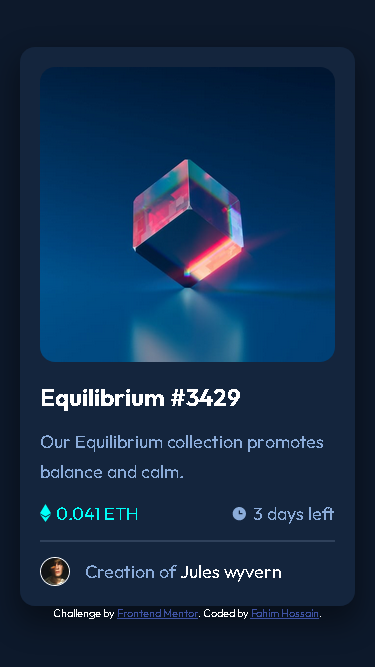 Equilibrium #3429
Our Equilibrium collection promotes
balance and calm.
0.041 ETH 3 days left
Creation of Jules wyvern
Challenge by Frontend Mentor. Coded by Fahim Hossain.